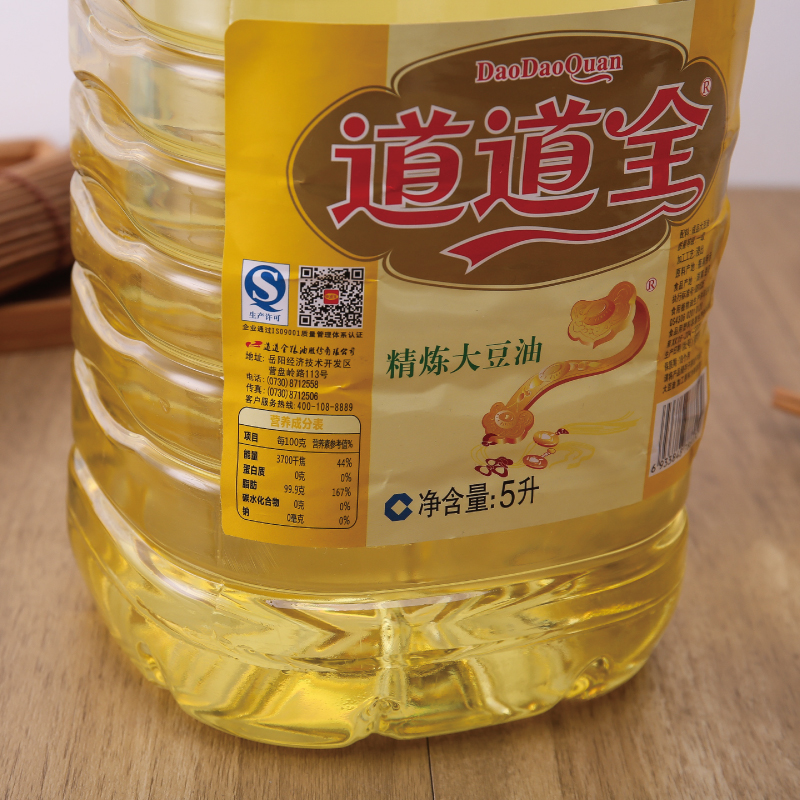 DaoDaoQuan
道道全®
®
精炼大豆油
净含量:5升
生产许可
企业通过ISO9001质量管理体系认证
道道全粮油股份有限公司
地址: 岳阳经济技术开发区
营盘岭路113号
电话: (0730)8712558
传真: (0730)8712506
客户服务热线:400-108-8889
营养成分表
项目 每100克 营养素参考值%
能量 3700千焦 44%
蛋白质 0克 0%
脂肪 99.9克 167%
碳水化合物 0克 0%
钠 0毫克 0%
加工工艺: